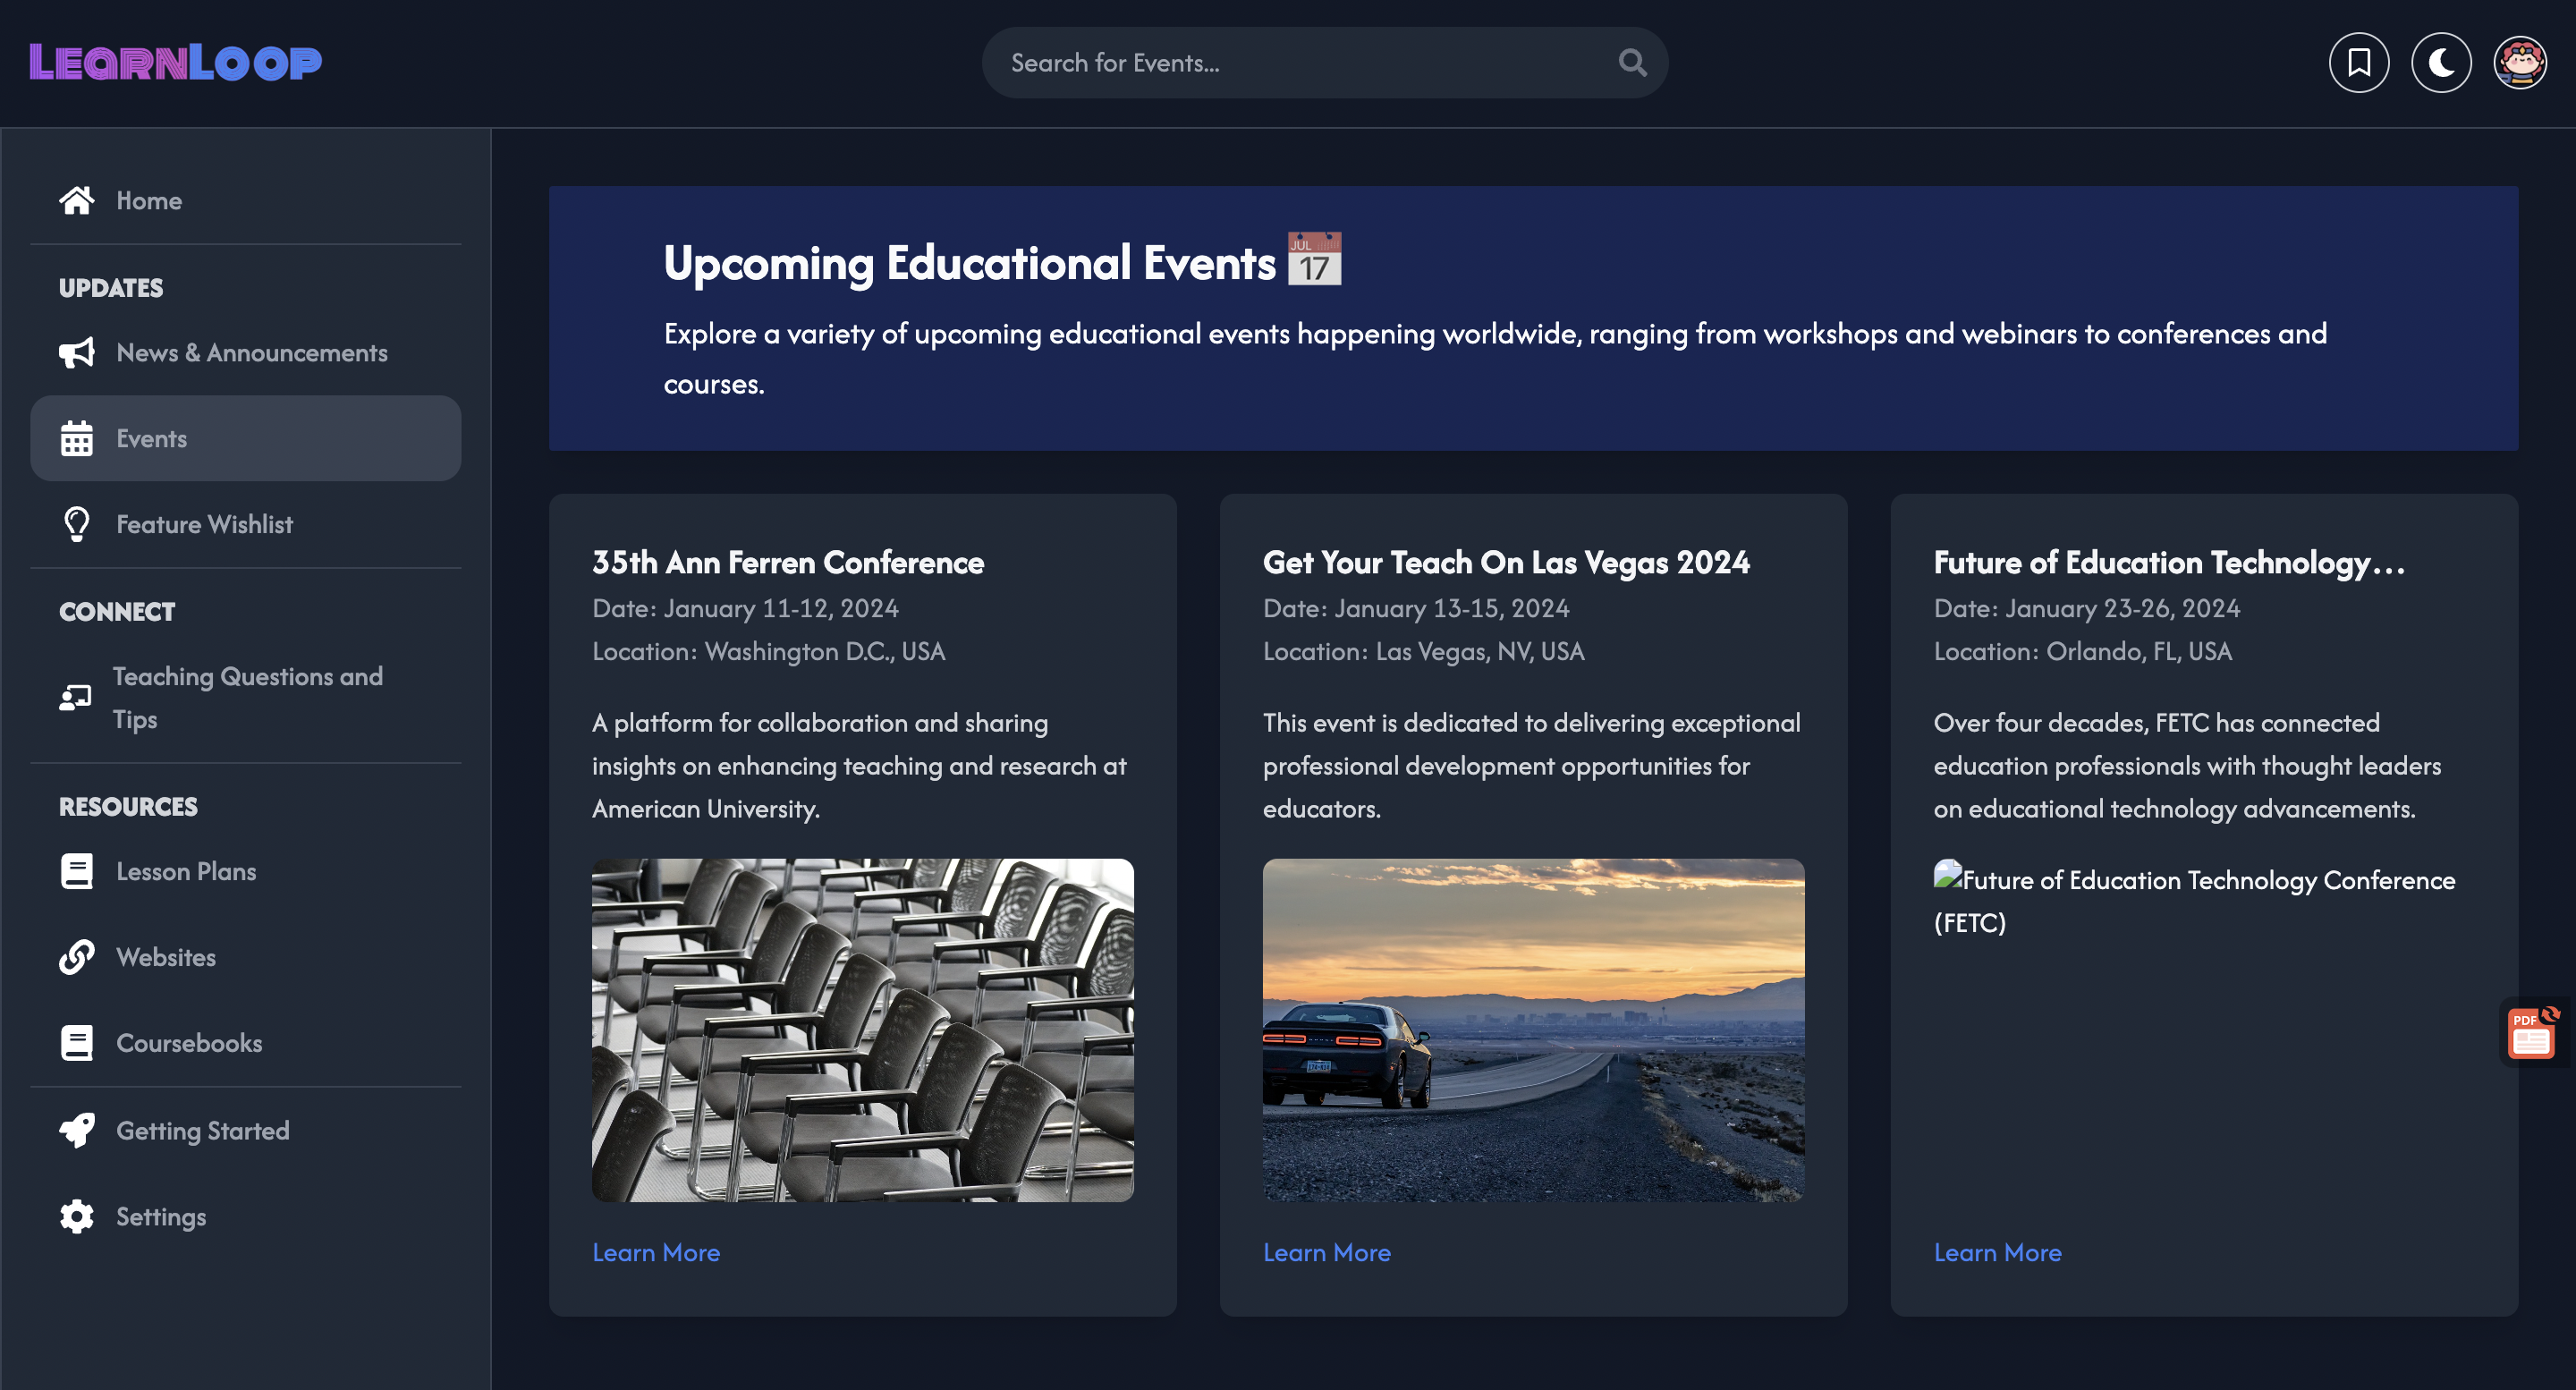 LearnLoop
Search for Events...
Home
UPDATES
News & Announcements
Events
Feature Wishlist
CONNECT
Teaching Questions and
Tips
RESOURCES
Lesson Plans
Websites
Coursebooks
Getting Started
Settings
Upcoming Educational Events
JUL
17
Explore a variety of upcoming educational events happening worldwide, ranging from workshops and webinars to conferences and
courses.
35th Ann Ferren Conference
Date: January 11-12, 2024
Location: Washington D.C., USA
A platform for collaboration and sharing
insights on enhancing teaching and research at
American University.
Learn More
Get Your Teach On Las Vegas 2024
Date: January 13-15, 2024
Location: Las Vegas, NV, USA
This event is dedicated to delivering exceptional
professional development opportunities for
educators.
Learn More
Future of Education Technology...
Date: January 23-26, 2024
Location: Orlando, FL, USA
Over four decades, FETC has connected
education professionals with thought leaders
on educational technology advancements.
Future of Education Technology Conference
(FETC)
Learn More
PDF